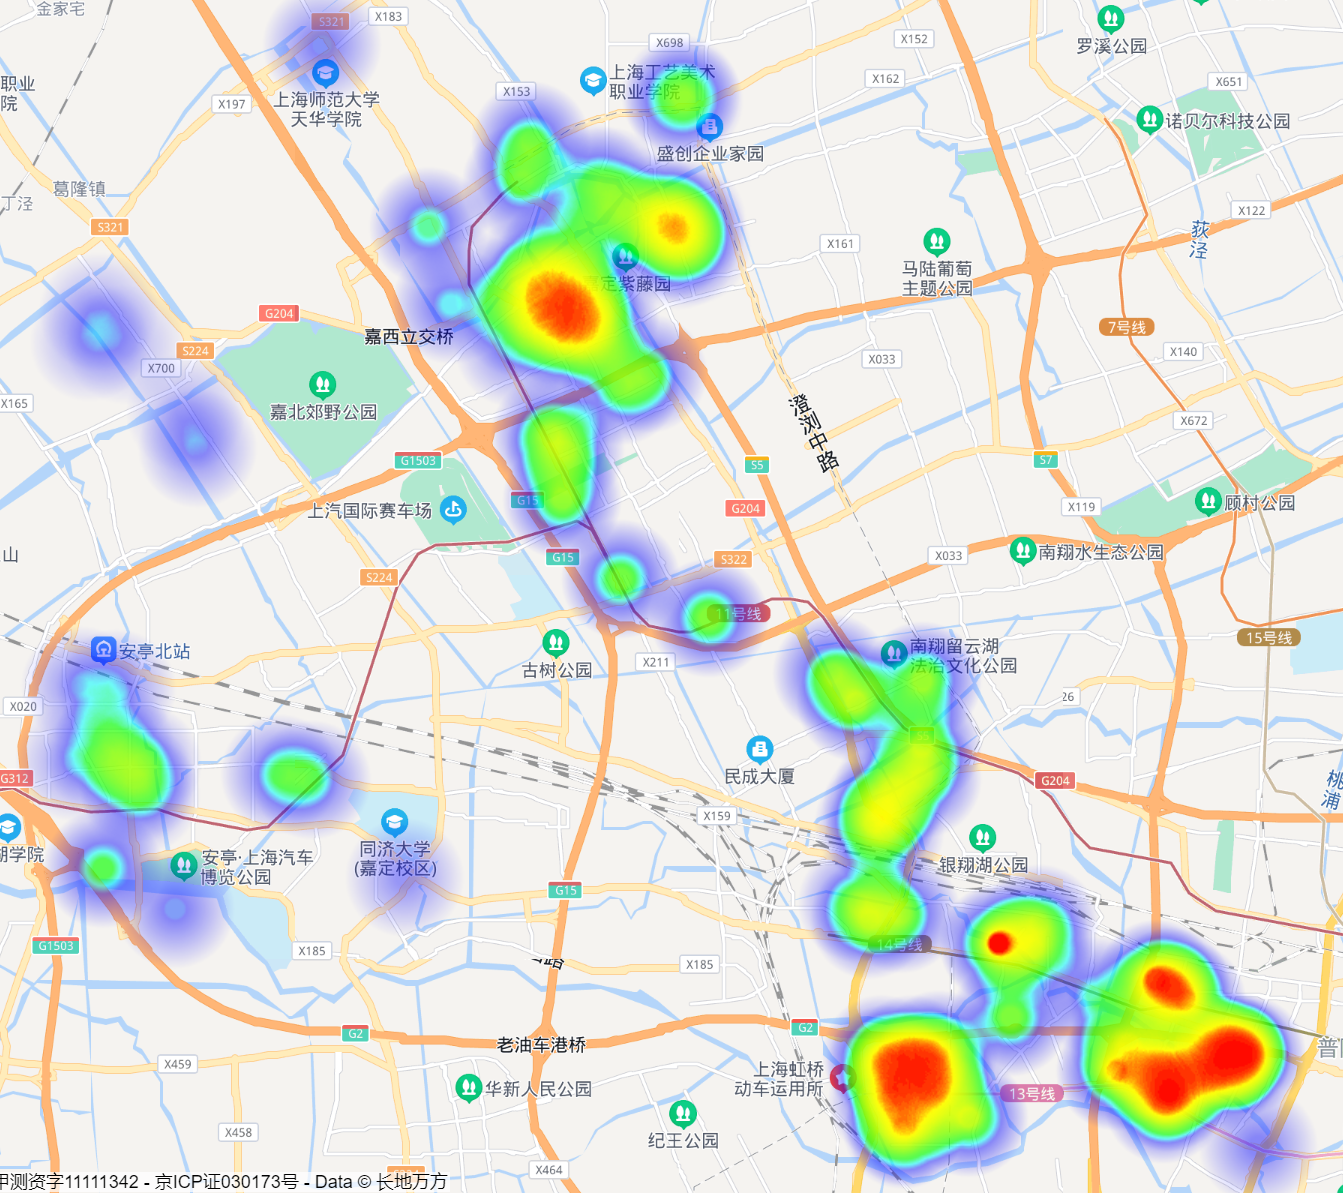 金家宅
S321
X183
X698
X152
罗溪公园
职业
院
X197
上海师范大学
天华学院
X153
上海工艺美术
职业学院
X162
X651
诺贝尔科技公园
盛创企业家园
葛隆镇
丁泾
S321
X122
荻
泾
X161
马陆葡萄
主题公园
定紫藤园
G204
嘉西立交桥
7号线
S224
X700
X033
X140
X165
嘉北郊野公园
澄浏中路
X672
G1503
S5
S7
上汽国际赛车场
G15
G204
X119
顾村公园
山
G15
S322
X033
南翔水生态公园
S224
11号线
15号线
安亭北站
古树公园
X211
南翔留云湖
法治文化公园
X020
26
G312
民成大厦
G204
桃
浦
X159
湖学院
同济大学
(嘉定校区)
安亭·上海汽车
博览公园
银翔湖公园
G15
G1503
X185
路
X185
14号线
G2
老油车港桥
G2
普
X459
华新人民公园
上海虹桥
动车运用所
13号线
X458
纪王公园
X464
甲测资字11111342 - 京ICP证030173号 - Data © 长地万方